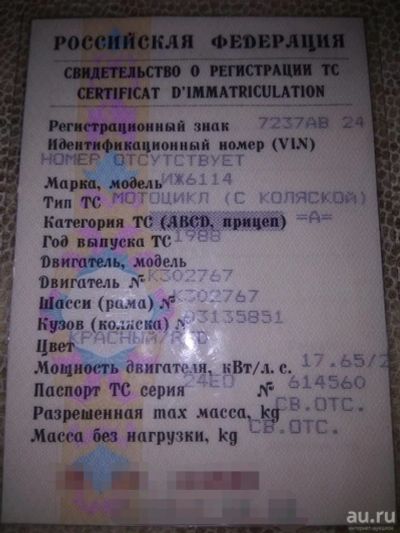 РОССИЙСКАЯ ФЕДЕРАЦИЯ
СВИДЕТЕЛЬСТВО О РЕГИСТРАЦИИ ТС
CERTIFICAT D'IMMATRICULATION
Регистрационный знак 7237АВ 24
Идентификационный номер (VIN)
НОМЕР ОТСУТСТВУЕТ
Марка, модель ИЖ6114
Тип ТС МОТОЦИКЛ (С КОЛЯСКОЙ)
Категория ТС (ABCD, прицеп) =А=
Год выпуска ТС 1988
Двигатель, модель
Двигатель № К302767
Шасси (рама) № К302767
Кузов (коляска) № 03135851
Цвет
КРАСНЫЙ/
Мощность двигателя, кВт/л. с. 17.65/2
Паспорт ТС серия 24ЕО № 614560
Разрешенная max масса, kg СВ.ОТС.
Масса без нагрузки, kg СВ.ОТС.
au.ru
интернет-аукцион